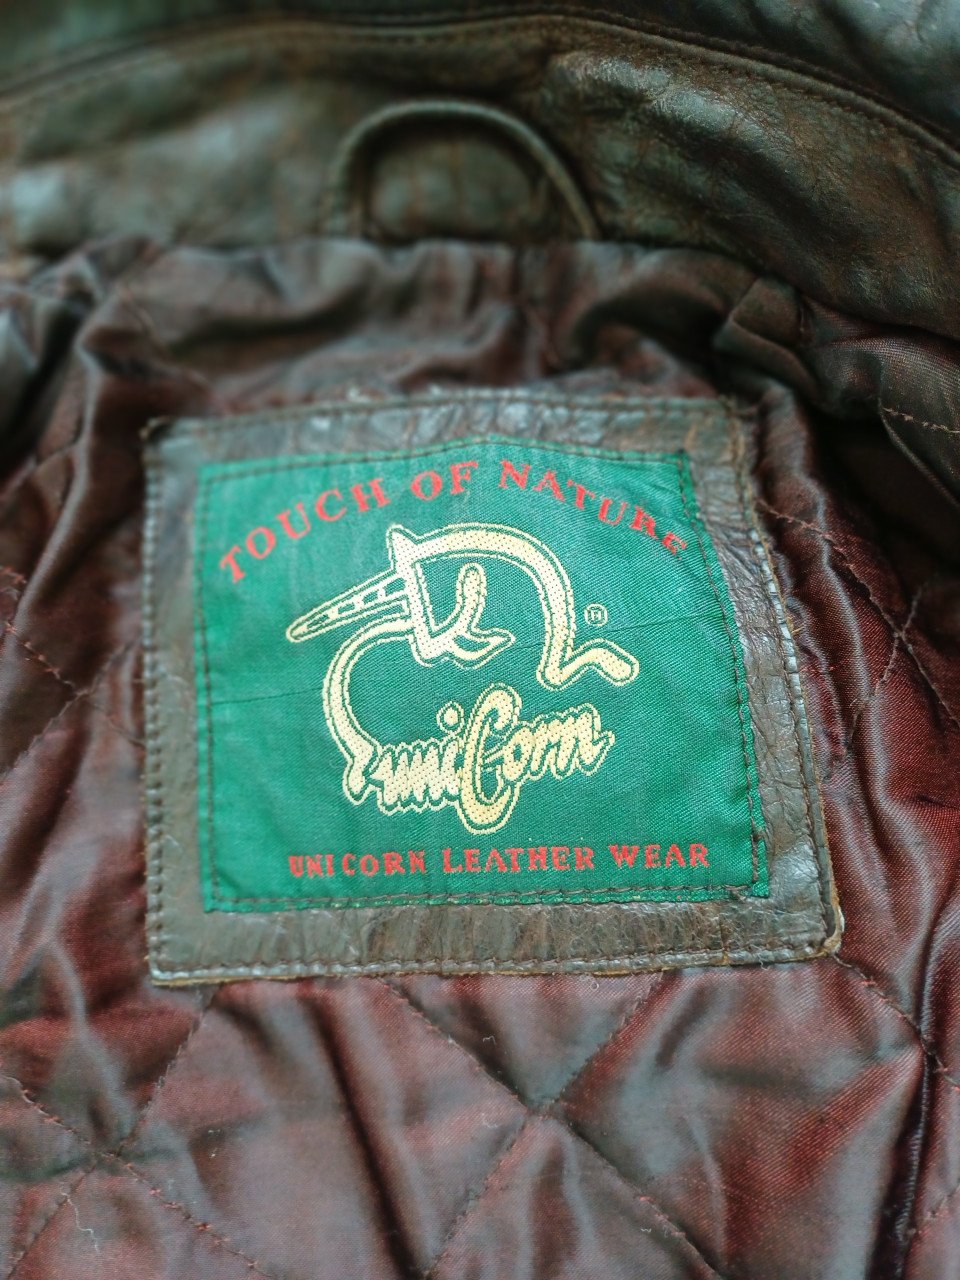 TOUCH OF NATURE
®
uniCorn
UNICORN LEATHER WEAR